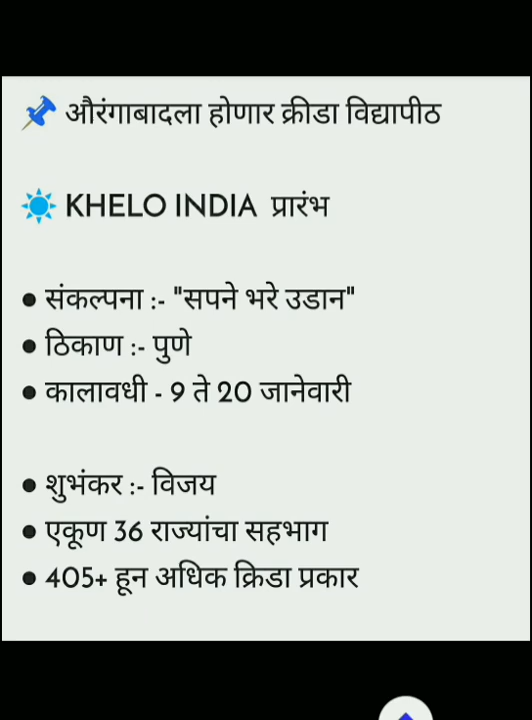 औरंगाबादला होणार क्रीडा विद्यापीठ
KHELO INDIA प्रारंभ
● संकल्पना :- "सपने भरे उडान"
● ठिकाण :- पुणे
● कालावधी - 9 ते 20 जानेवारी
● शुभंकर :- विजय
● एकूण 36 राज्यांचा सहभाग
● 405+ हून अधिक क्रिडा प्रकार